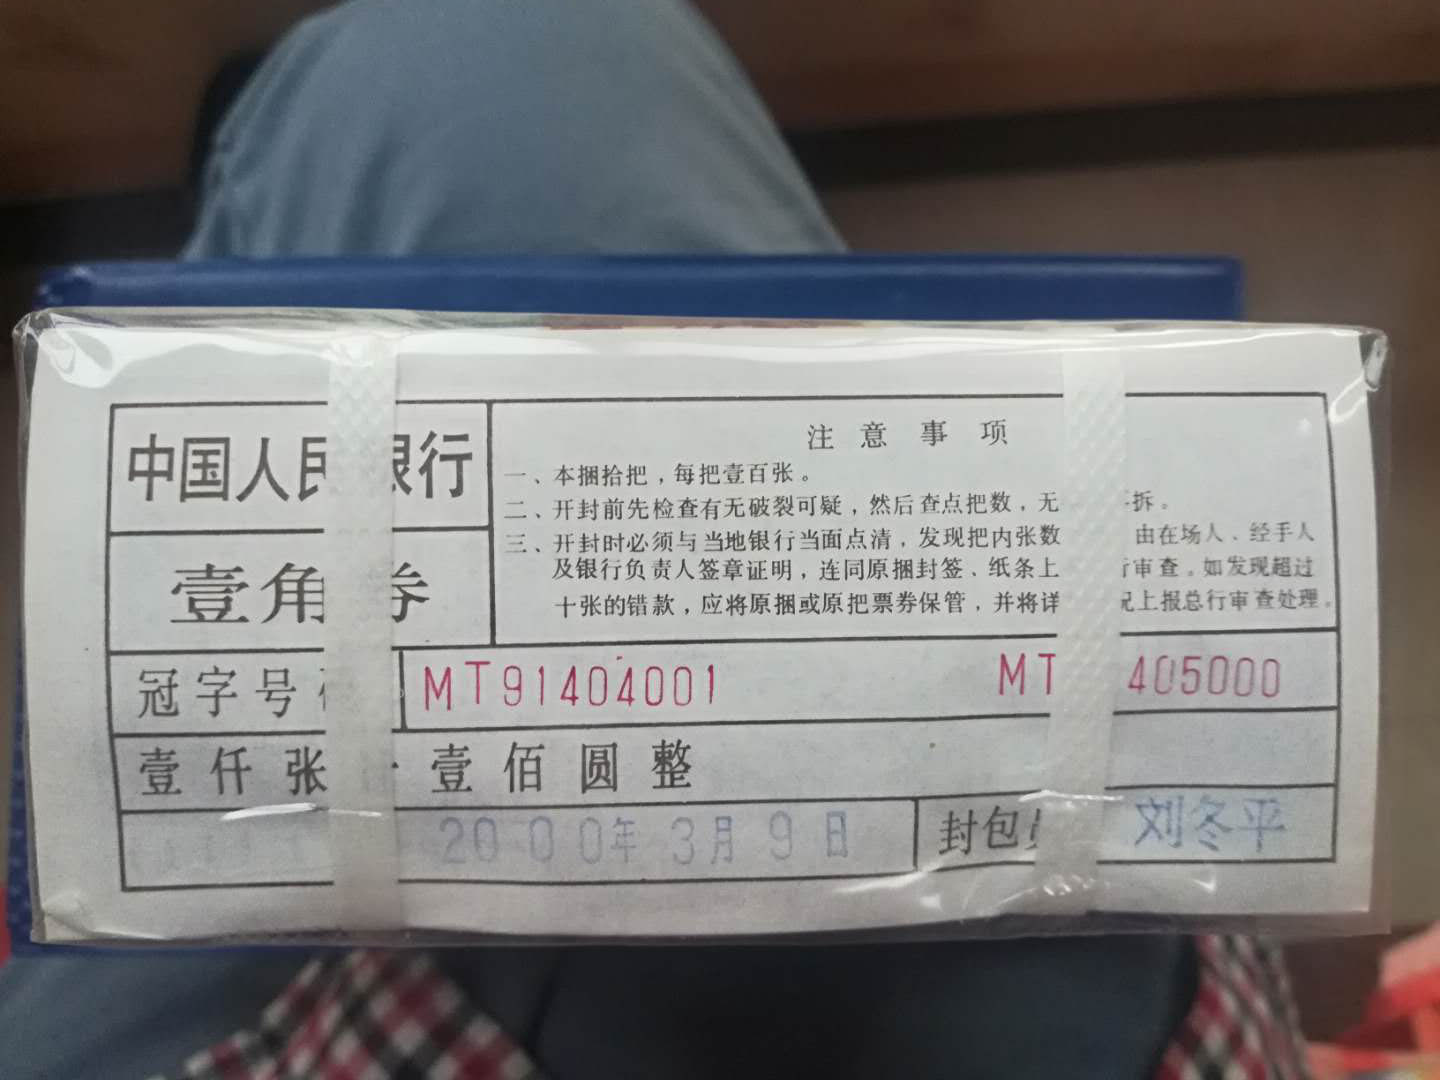 中国人民银行
壹角券
注意事项
一、本捆拾把，每把壹百张。
二、开封前先检查有无破裂可疑，然后查点把数，无 拆。
三、开封时必须与当地银行当面点清，发现把内张数 由在场人、经手人
及银行负责人签章证明，连同原捆封签、纸条上 行审查。如发现超过
十张的错款，应将原捆或原把票券保管，并将详 况上报总行审查处理。
冠字号 MT91404001 MT 405000
壹仟张 壹佰圆整
2000年3月9日 封包员 刘冬平